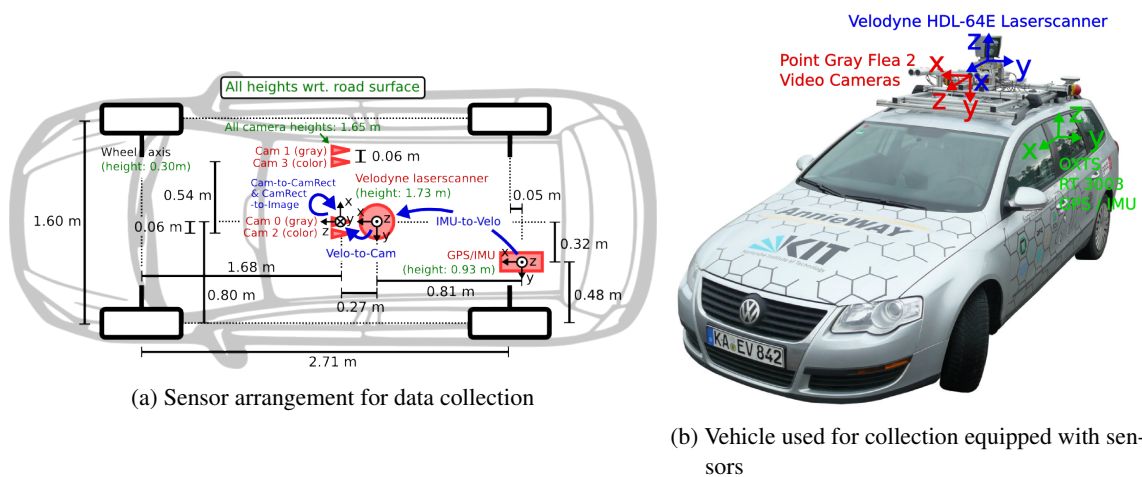 All heights wrt. road surface
All camera heights: 1.65 m
Wheel axis
(height: 0.30m)
Cam 1 (gray)
Cam 3 (color)
0.06 m
0.54 m
Cam-to-CamRect
& CamRect
-to-Image
Velodyne laserscanner
(height: 1.73 m)
0.05 m
1.60 m
x
x
IMU-to-Velo
0.06 m
Cam 0 (gray)
Cam 2 (color)
y
z
z
y
Velo-to-Cam
0.32 m
GPS/IMU
(height: 0.93 m)
x
z
y
1.68 m
0.80 m
0.27 m
0.81 m
0.48 m
2.71 m
(a) Sensor arrangement for data collection
Velodyne HDL-64E Laserscanner
Point Gray Flea 2
Video Cameras
z
y
x
x
z
y
z
y
x
OXTS
RT 3003
GPS / IMU
AnnieWAY
KIT
KA EV 842
(b) Vehicle used for collection equipped with sen-
sors